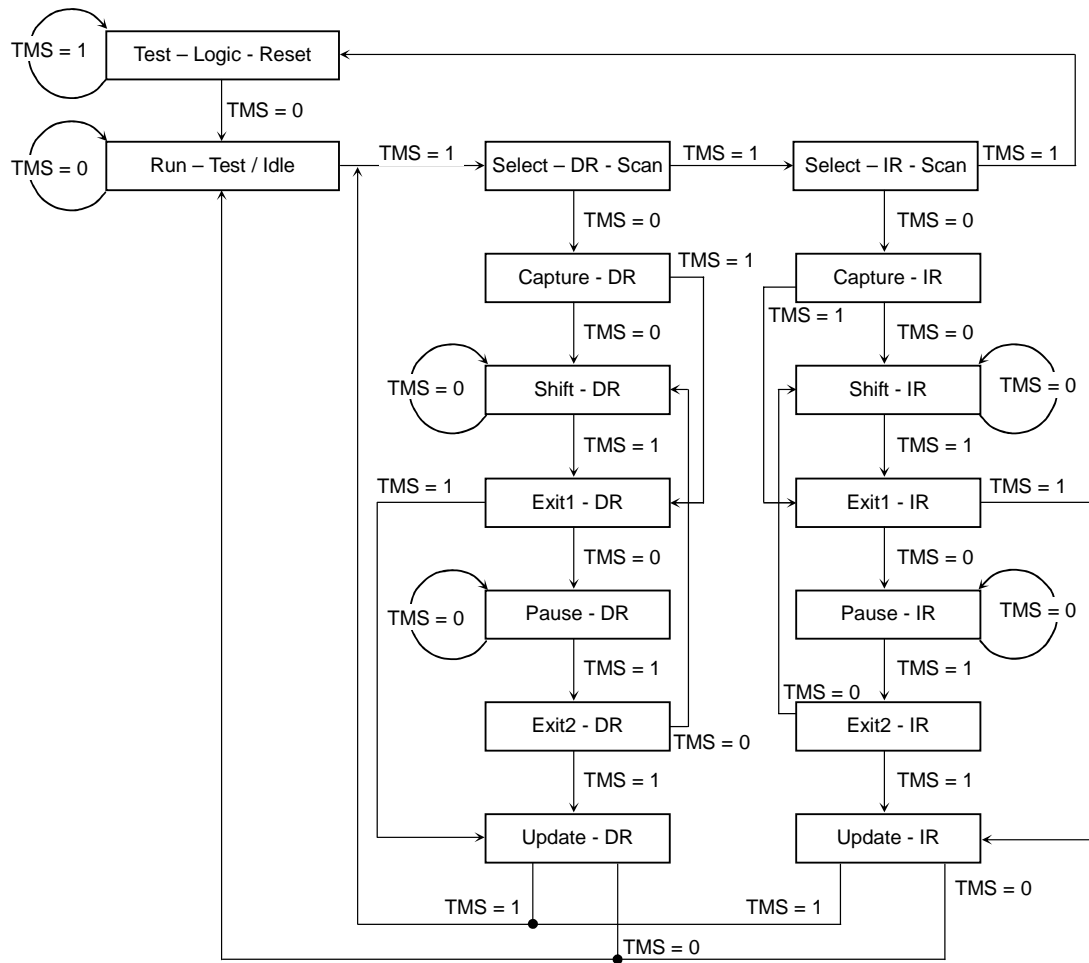 TMS = 1
Test – Logic - Reset
TMS = 0
TMS = 0
Run – Test / Idle
TMS = 1
Select – DR - Scan
TMS = 1
Select – IR - Scan
TMS = 1
TMS = 0
TMS = 0
Capture - DR
TMS = 1
Capture - IR
TMS = 1
TMS = 0
TMS = 0
TMS = 0
Shift - DR
Shift - IR
TMS = 0
TMS = 1
TMS = 1
TMS = 1
Exit1 - DR
Exit1 - IR
TMS = 1
TMS = 0
TMS = 0
TMS = 0
Pause - DR
Pause - IR
TMS = 0
TMS = 1
TMS = 1
TMS = 0
Exit2 - DR
TMS = 0
Exit2 - IR
TMS = 1
TMS = 1
Update - DR
Update - IR
TMS = 0
TMS = 1
TMS = 1
TMS = 0